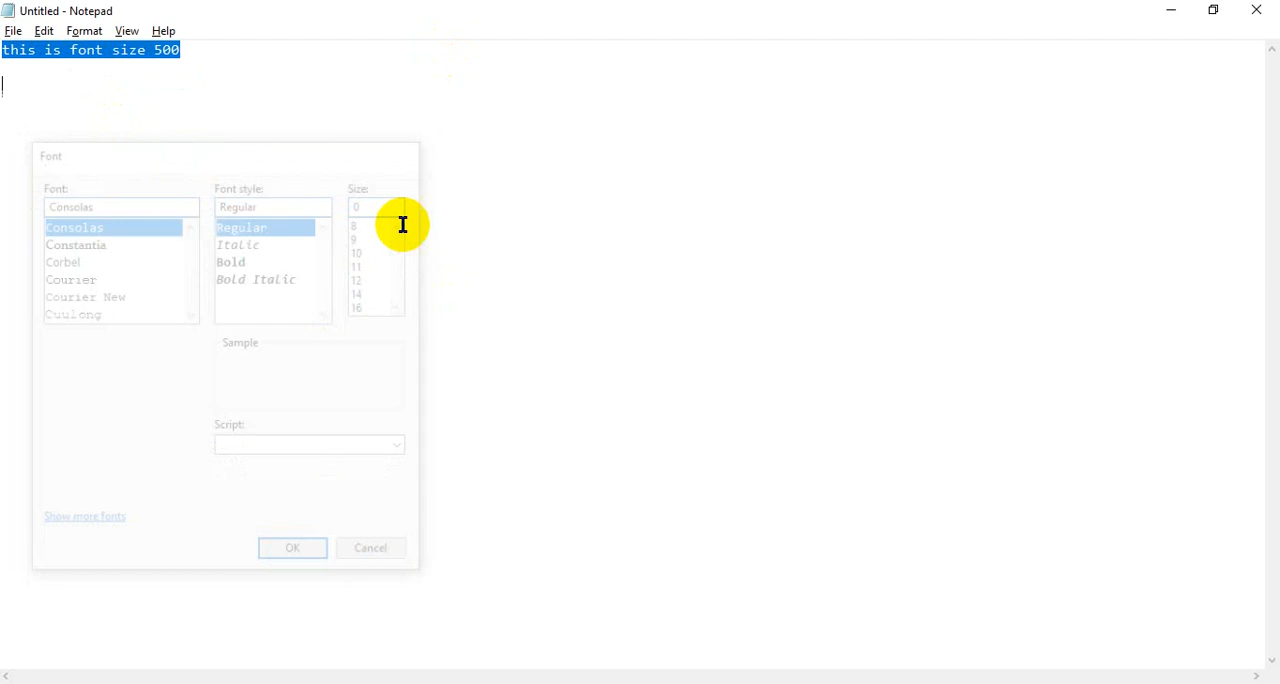 Untitled - Notepad
File Edit Format View Help
this is font size 500
Font
Font: Font style: Size:
Consolas Regular 0
Consolas Regular 8
Constantia Italic 9
Corbel Bold 10
Courier Bold Italic 11
Courier New 12
Cuulong 14
16
Sample
Script:
Show more fonts
OK Cancel